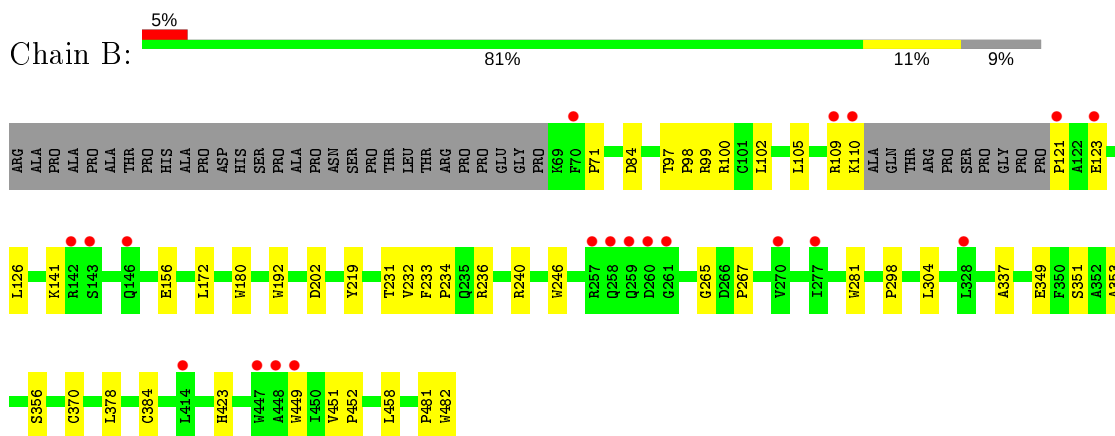 5%
Chain B:
81% 11% 9%
ARG ALA PRO ALA PRO ALA THR PRO HIS ALA PRO ASP HIS SER PRO ALA PRO ASN SER PRO THR LEU THR ARG PRO PRO GLU GLY PRO K69 F70 P71 D84 T97 P98 R99 R100 C101 L102 L105 R109 K110 ALA GLN THR ARG PRO SER PRO GLY PRO PRO P121 A122 E123
L126 K141 R142 S143 Q146 E156 L172 W180 W192 D202 Y219 T231 V232 F233 P234 Q235 R236 R240 W246 R257 Q258 Q259 D260 G261 G265 D266 P267 V270 I277 W281 P298 L304 L328 A337 E349 F350 S351 A352 A353
S356 C370 L378 C384 L414 H423 W447 A448 W449 I450 V451 P452 L458 P481 W482